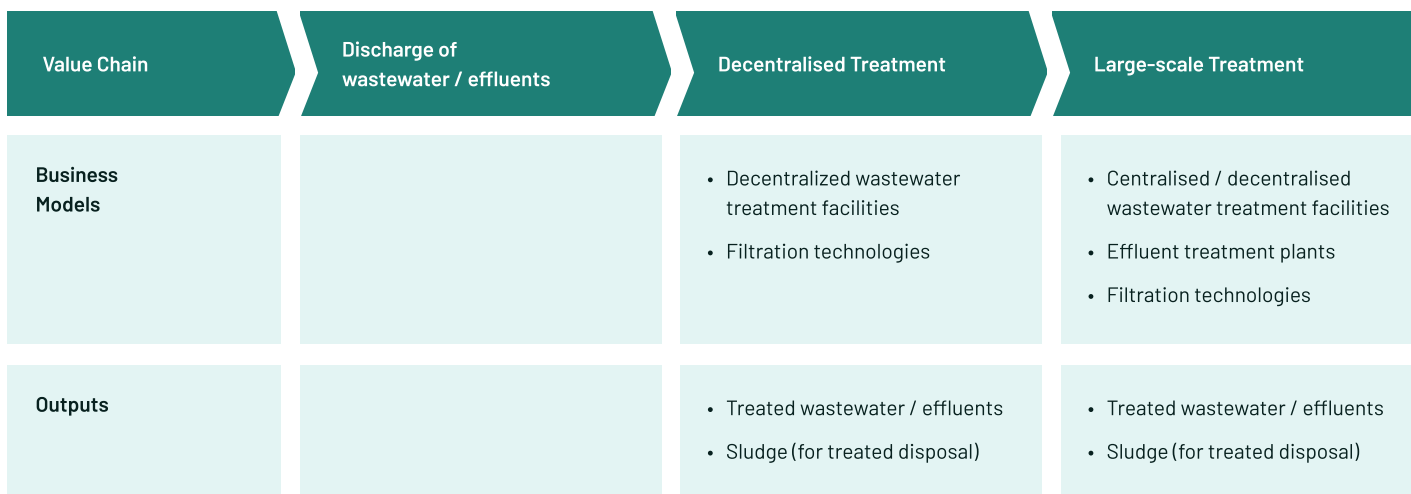 Value Chain
Discharge of
wastewater / effluents
Decentralised Treatment
Large-scale Treatment
Business
Models
• Decentralized wastewater
treatment facilities
• Filtration technologies
• Centralised / decentralised
wastewater treatment facilities
• Effluent treatment plants
• Filtration technologies
Outputs
• Treated wastewater / effluents
• Sludge (for treated disposal)
• Treated wastewater / effluents
• Sludge (for treated disposal)